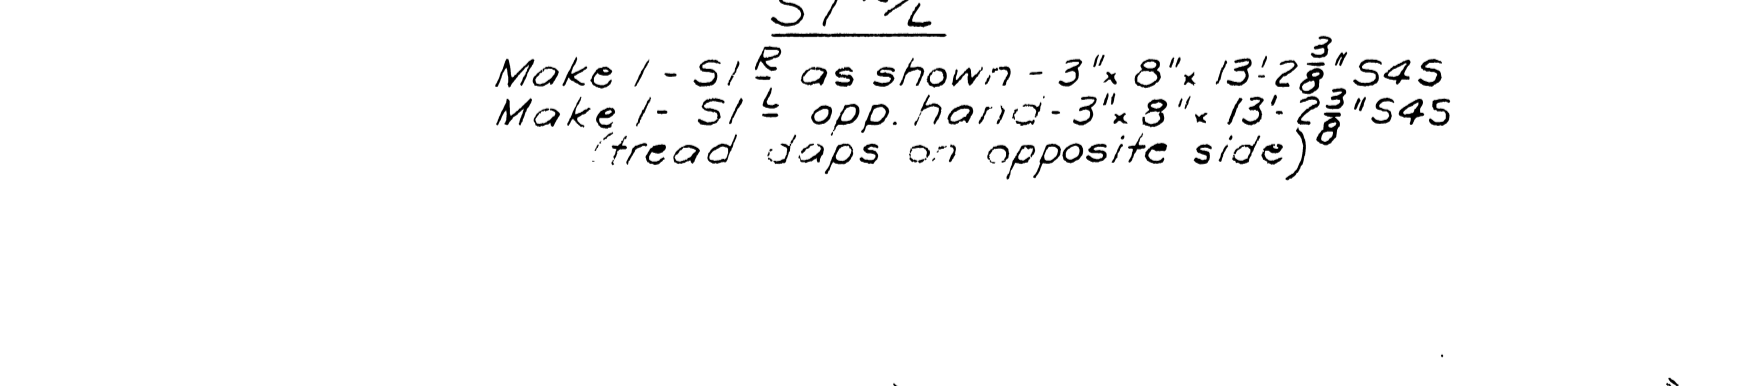 S1 R/L
Make 1 - S1 R as shown - 3" x 8" x 13'-2 3/8" S4S
Make 1 - S1 L opp. hand - 3" x 8" x 13'-2 3/8" S4S
(tread daps on opposite side)